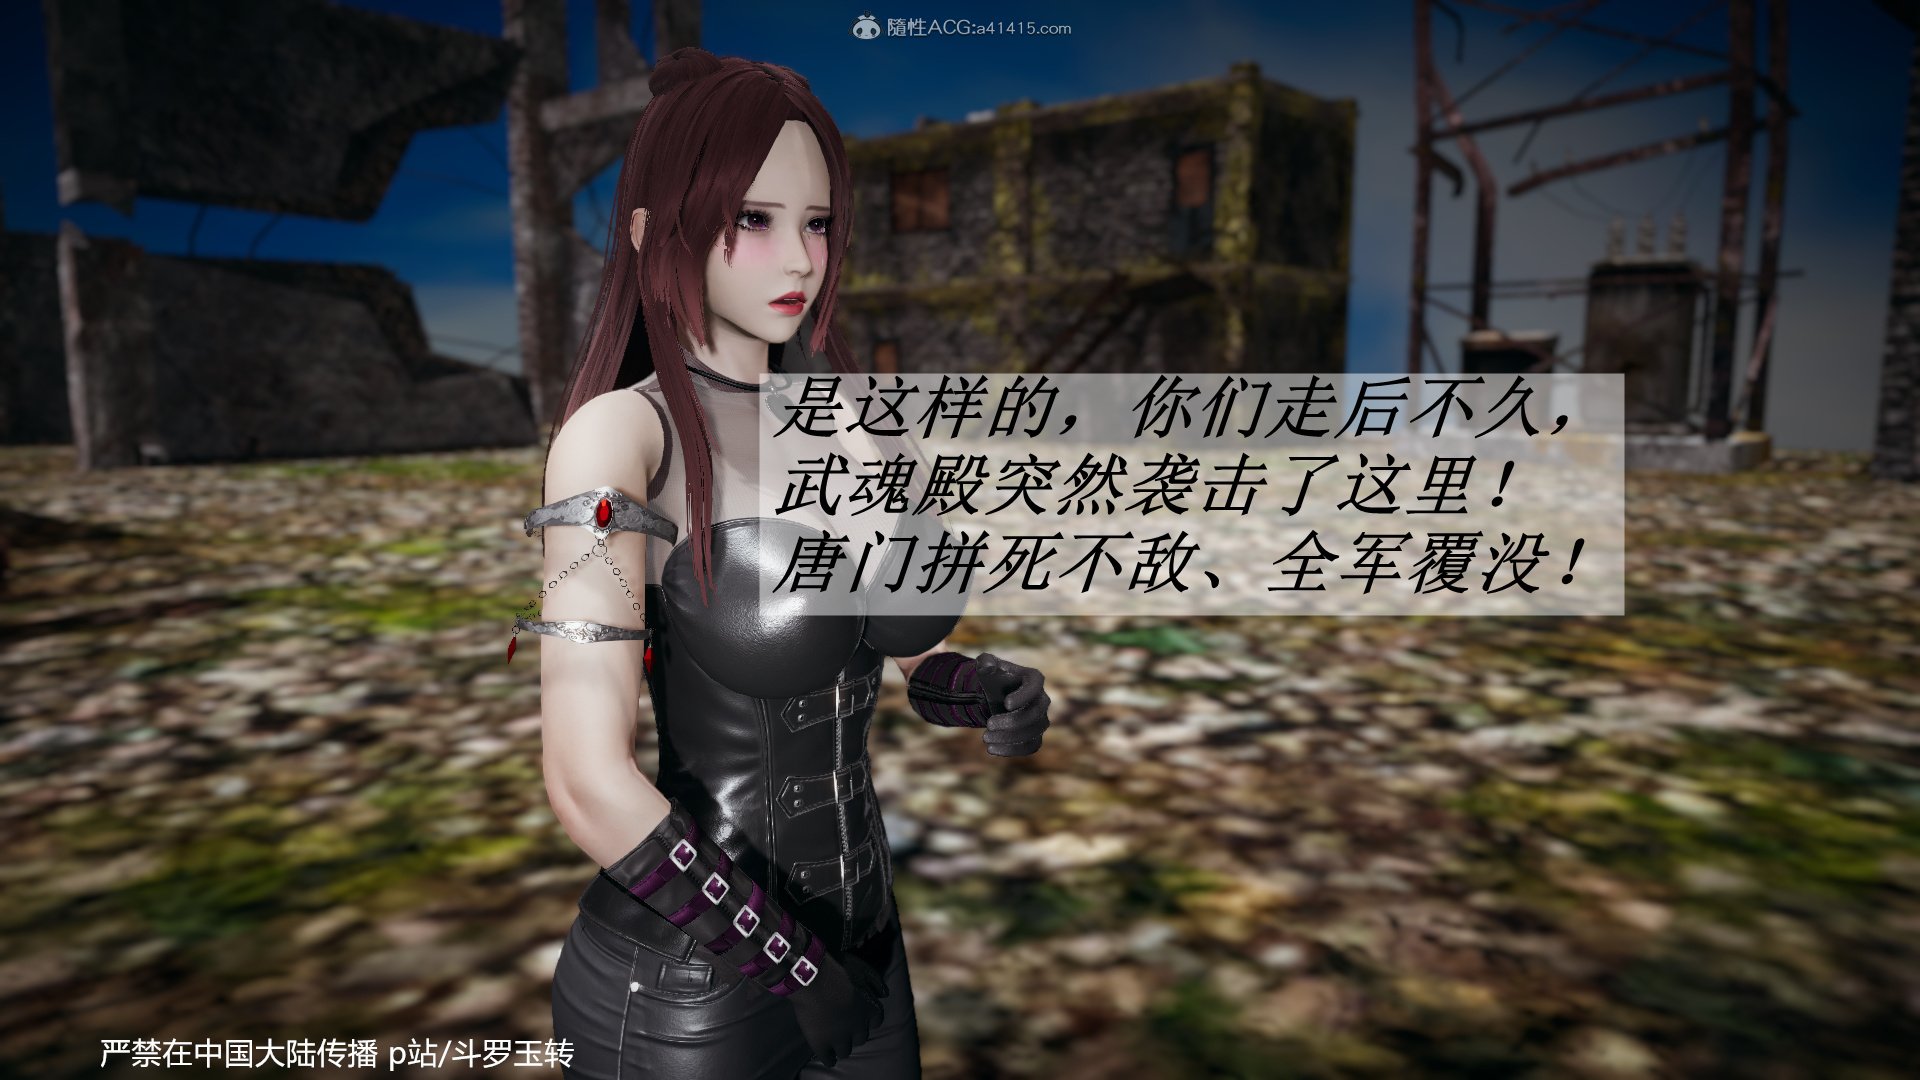 隨性ACG:a41415.com
是这样的，你们走后不久，
武魂殿突然袭击了这里！
唐门拼死不敌、全军覆没！
严禁在中国大陆传播 p站/斗罗玉转